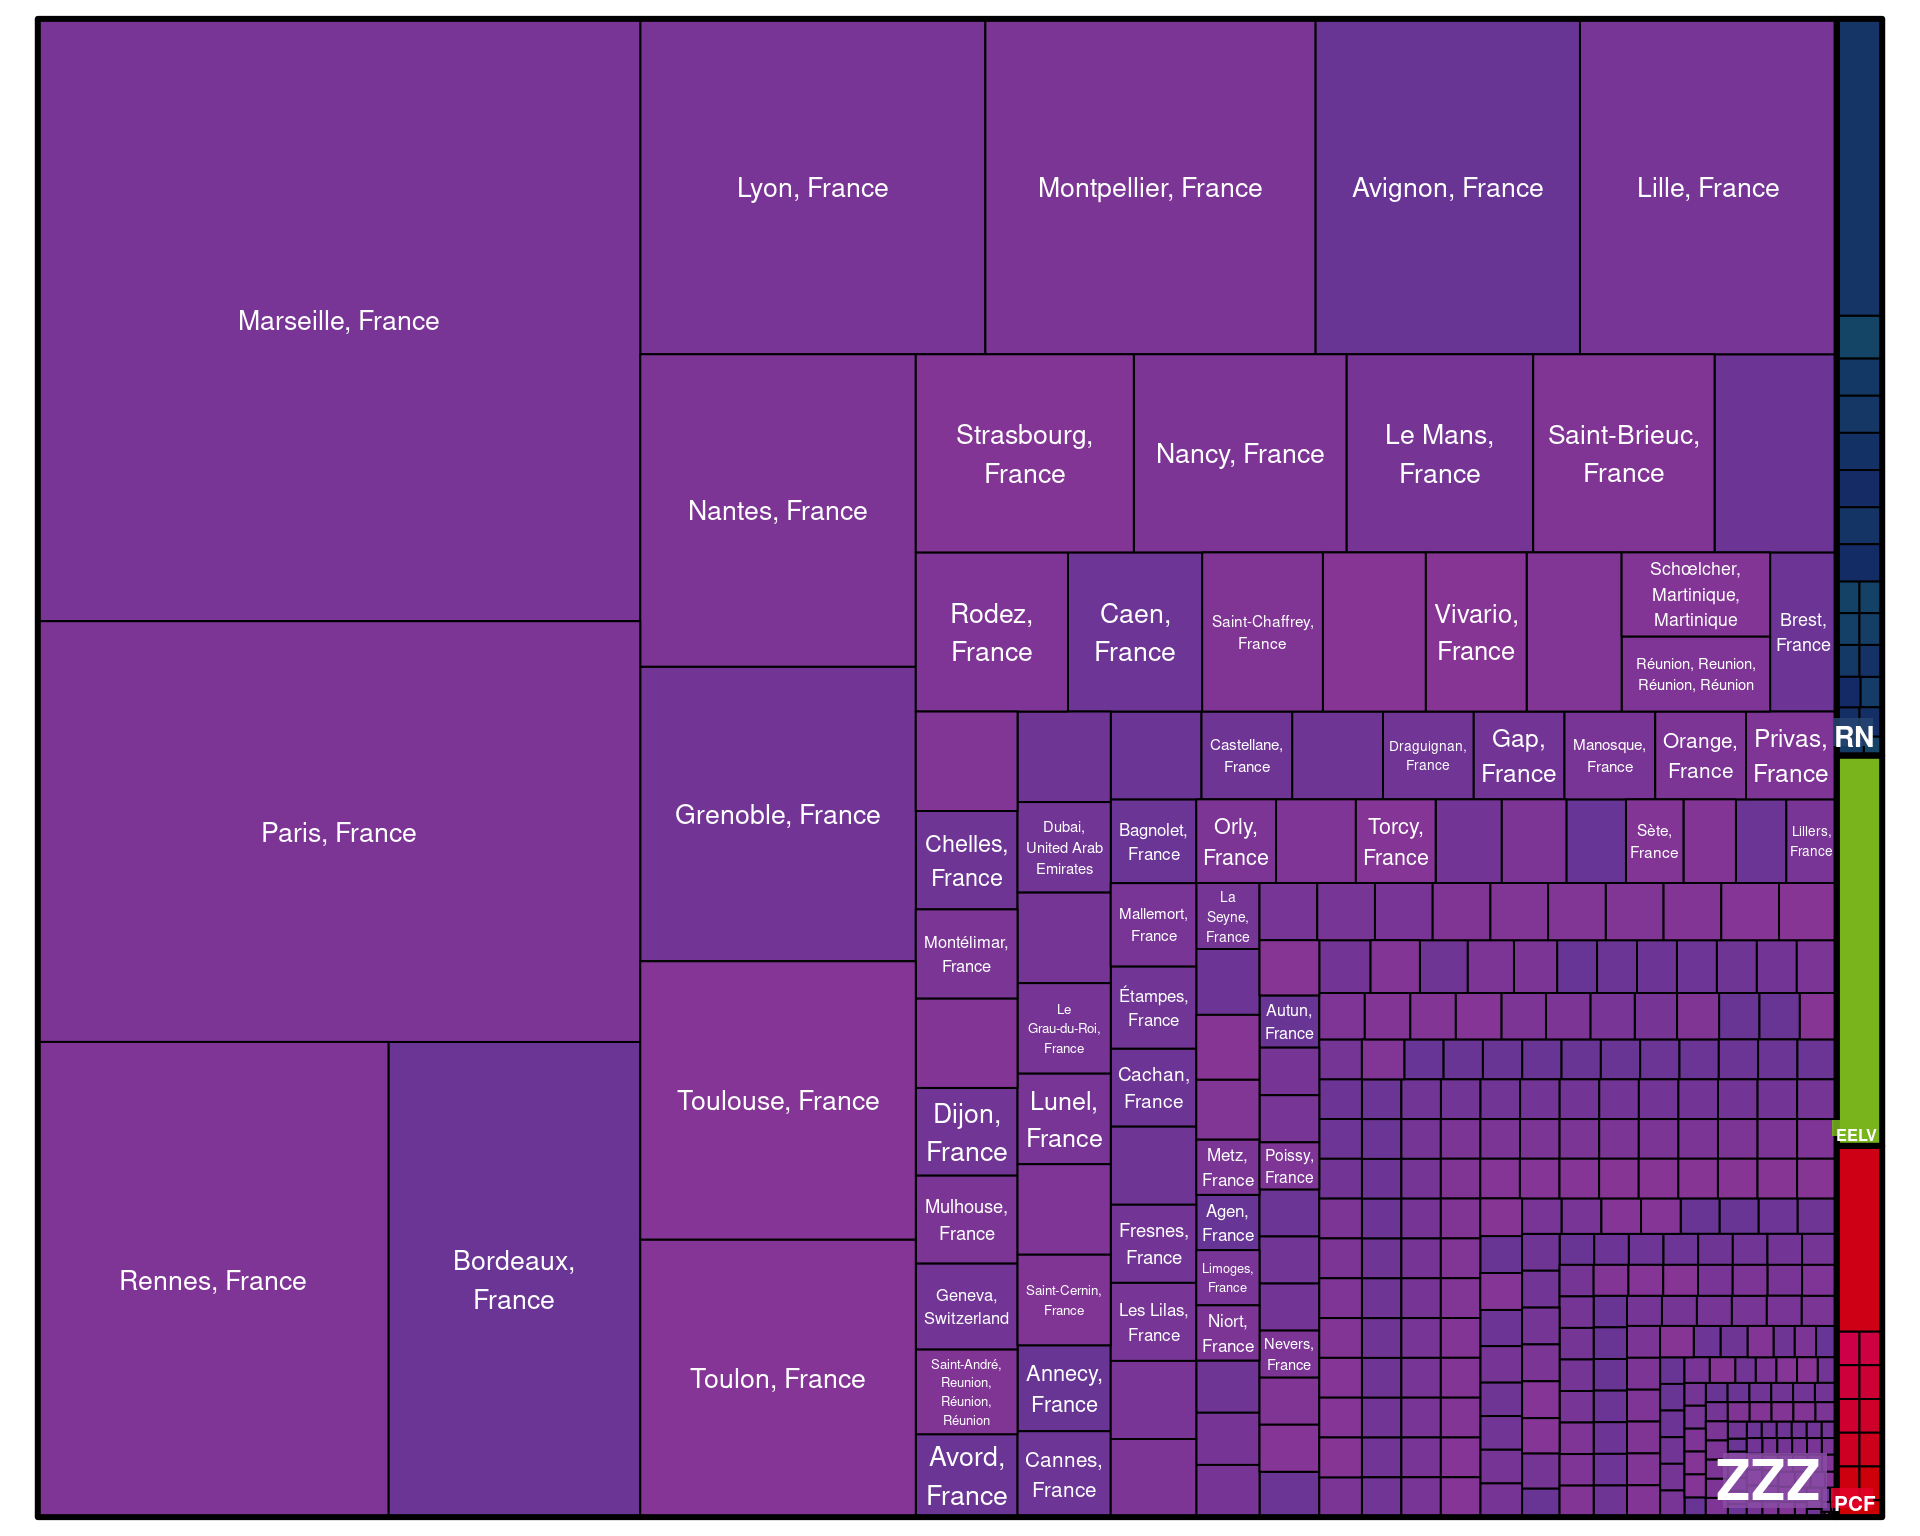 Marseille, France
Paris, France
Rennes, France
Bordeaux,
France
Lyon, France
Montpellier, France
Avignon, France
Lille, France
Nantes, France
Grenoble, France
Toulouse, France
Toulon, France
Strasbourg,
France
Nancy, France
Le Mans,
France
Saint-Brieuc,
France
Rodez,
France
Caen,
France
Saint-Chaffrey,
France
Vivario,
France
Schœlcher,
Martinique,
Martinique
Réunion, Reunion,
Réunion, Réunion
Brest,
France
Chelles,
France
Montélimar,
France
Dijon,
France
Mulhouse,
France
Geneva,
Switzerland
Saint-André,
Reunion,
Réunion,
Réunion
Avord,
France
Dubai,
United Arab
Emirates
Le
Grau-du-Roi,
France
Lunel,
France
Saint-Cernin,
France
Annecy,
France
Cannes,
France
Castellane,
France
Draguignan,
France
Gap,
France
Manosque,
France
Orange,
France
Privas,
France
Bagnolet,
France
Mallemort,
France
Étampes,
France
Cachan,
France
Fresnes,
France
Les Lilas,
France
Orly,
France
Torcy,
France
Sète,
France
Lillers,
France
La
Seyne,
France
Metz,
France
Agen,
France
Limoges,
France
Niort,
France
Autun,
France
Poissy,
France
Nevers,
France
ZZZ
RN
EELV
PCF